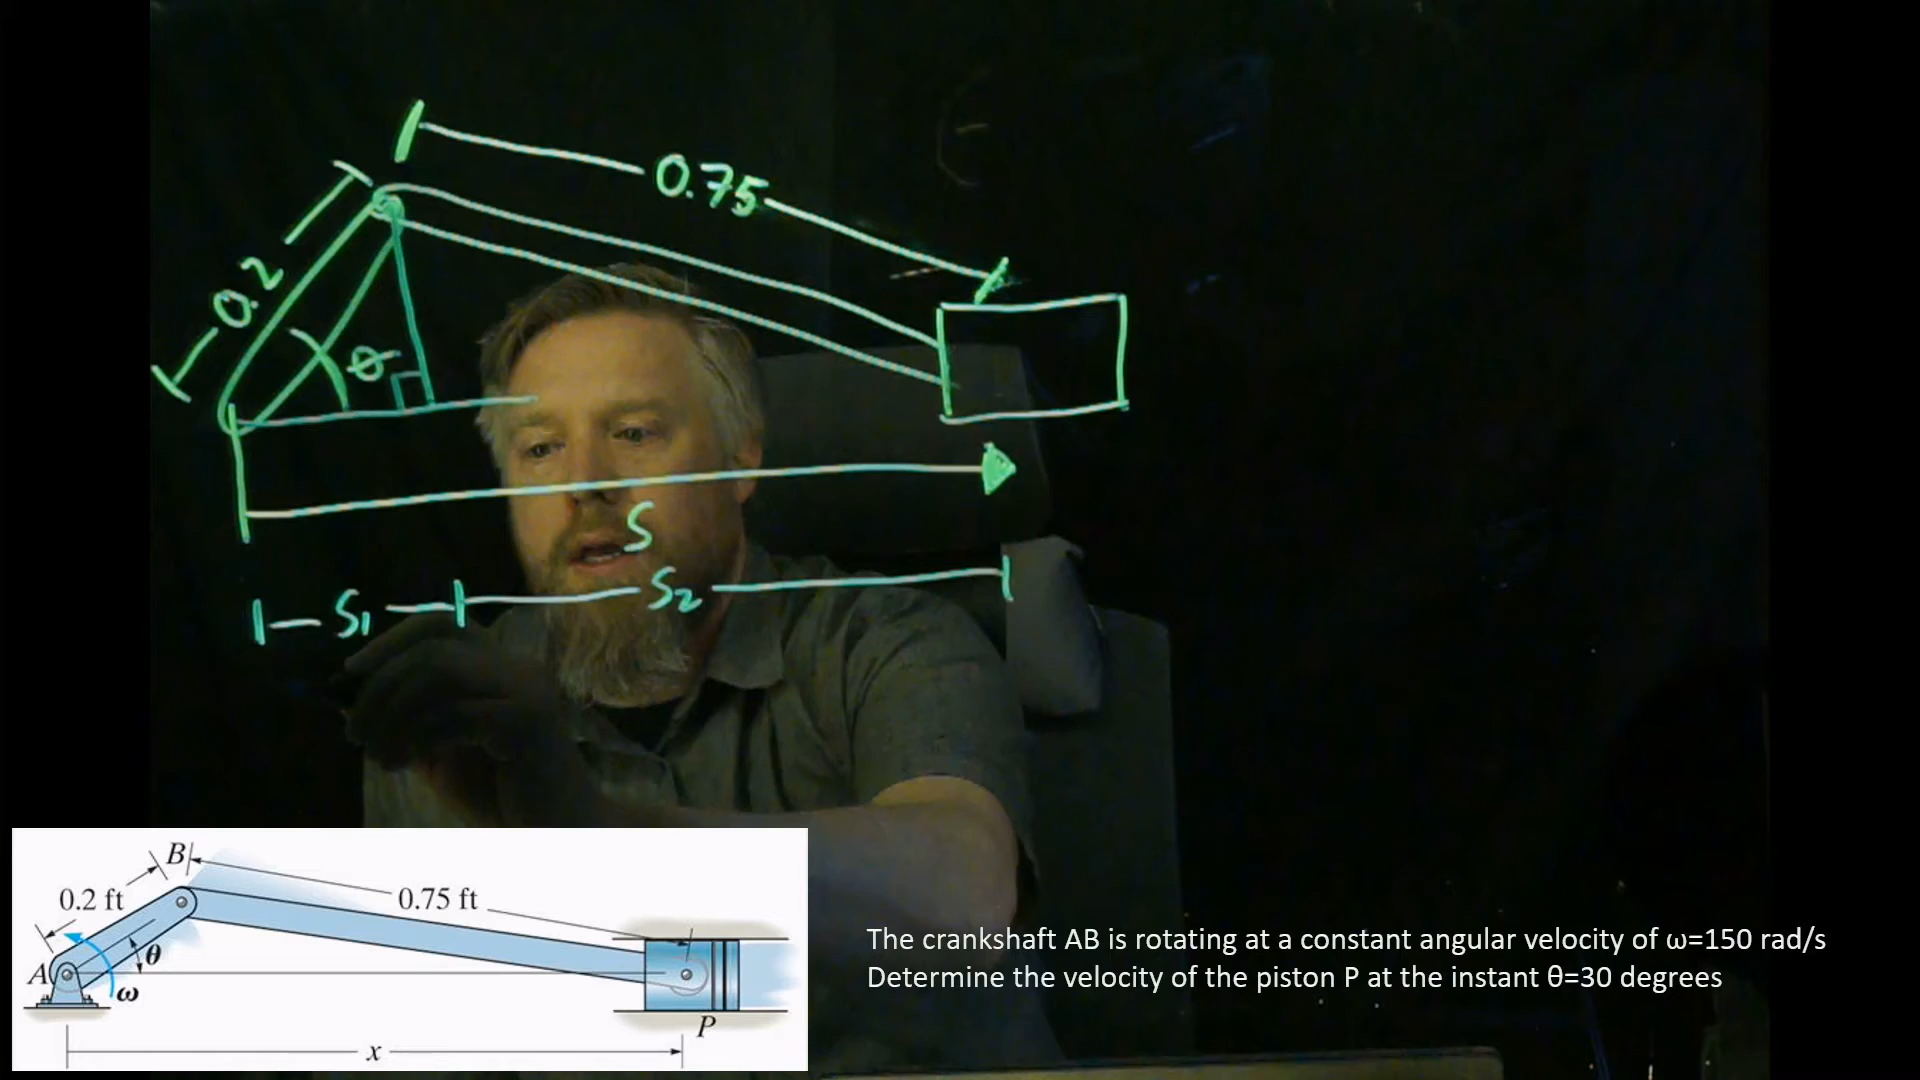 0.75
0.2
θ
S
S₁
S₂
B
0.2 ft
0.75 ft
A
θ
ω
P
x
The crankshaft AB is rotating at a constant angular velocity of ω=150 rad/s
Determine the velocity of the piston P at the instant θ=30 degrees